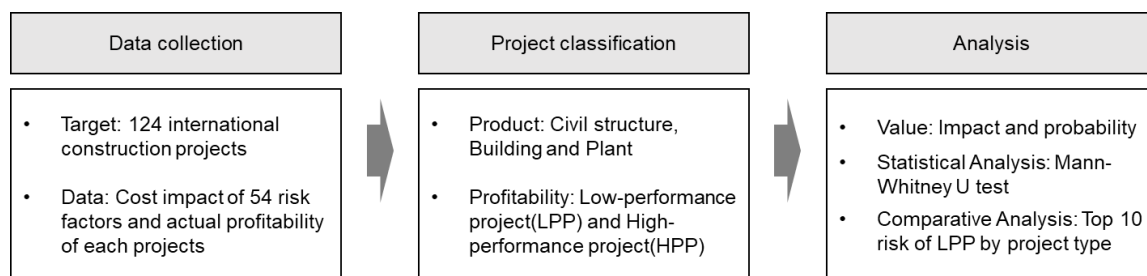 Data collection
• Target: 124 international
construction projects
• Data: Cost impact of 54 risk
factors and actual profitability
of each projects
Project classification
• Product: Civil structure,
Building and Plant
• Profitability: Low-performance
project(LPP) and High-
performance project(HPP)
Analysis
• Value: Impact and probability
• Statistical Analysis: Mann-
Whitney U test
• Comparative Analysis: Top 10
risk of LPP by project type